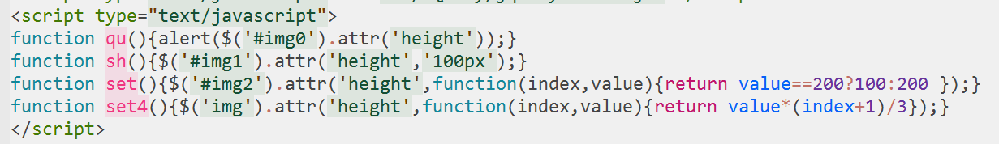 <script type="text/javascript">
function qu(){alert($('#img0').attr('height'));}
function sh(){$('#img1').attr('height','100px');}
function set(){$('#img2').attr('height',function(index,value){return value==200?100:200 });}
function set4(){$('img').attr('height',function(index,value){return value*(index+1)/3});}
</script>